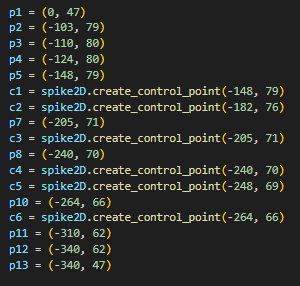 p1 = (0, 47)
p2 = (-103, 79)
p3 = (-110, 80)
p4 = (-124, 80)
p5 = (-148, 79)
c1 = spike2D.create_control_point(-148, 79)
c2 = spike2D.create_control_point(-182, 76)
p7 = (-205, 71)
c3 = spike2D.create_control_point(-205, 71)
p8 = (-240, 70)
c4 = spike2D.create_control_point(-240, 70)
c5 = spike2D.create_control_point(-248, 69)
p10 = (-264, 66)
c6 = spike2D.create_control_point(-264, 66)
p11 = (-310, 62)
p12 = (-340, 62)
p13 = (-340, 47)